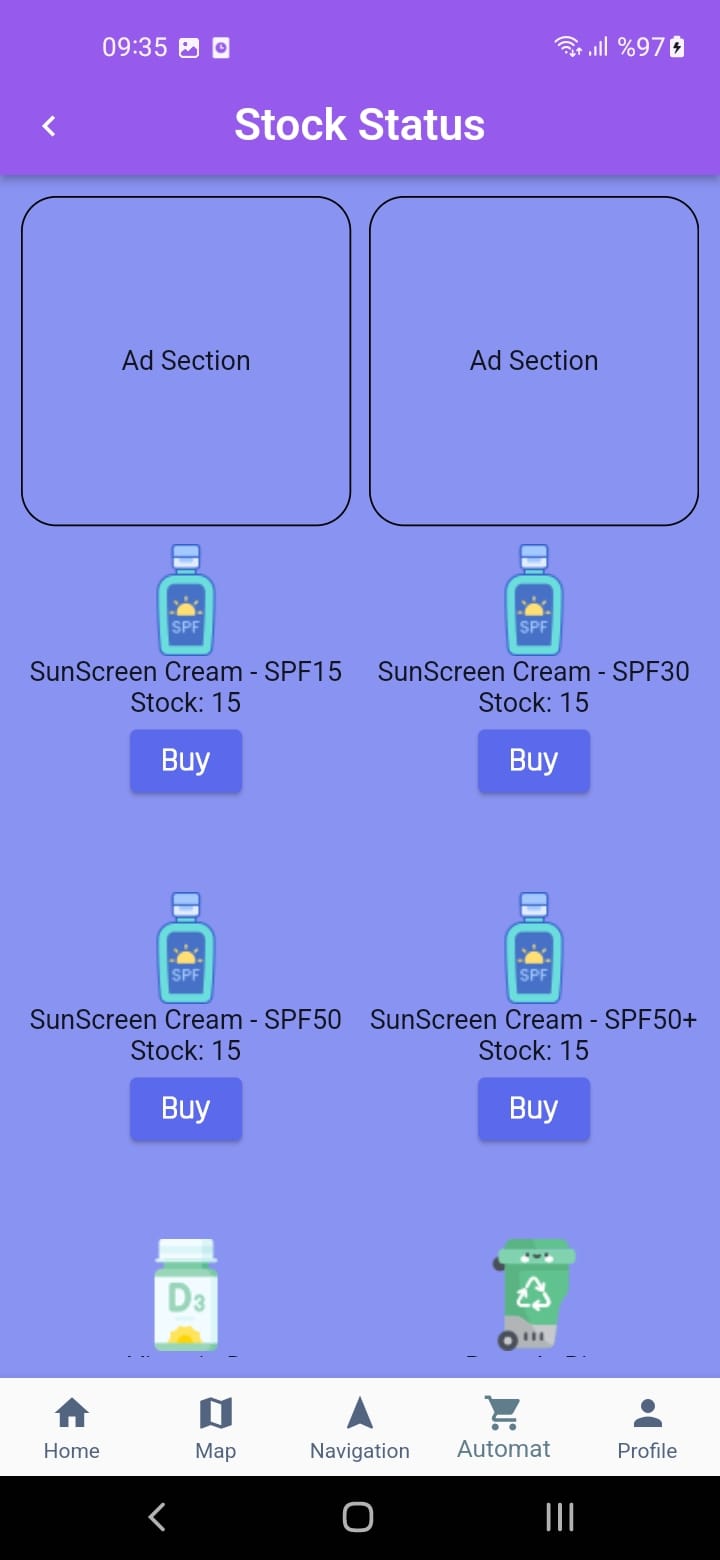 09:35 %97
Stock Status
Ad Section Ad Section
SPF SPF
SunScreen Cream - SPF15 SunScreen Cream - SPF30
Stock: 15 Stock: 15
Buy Buy
SPF SPF
SunScreen Cream - SPF50 SunScreen Cream - SPF50+
Stock: 15 Stock: 15
Buy Buy
D3
Home Map Navigation Automat Profile